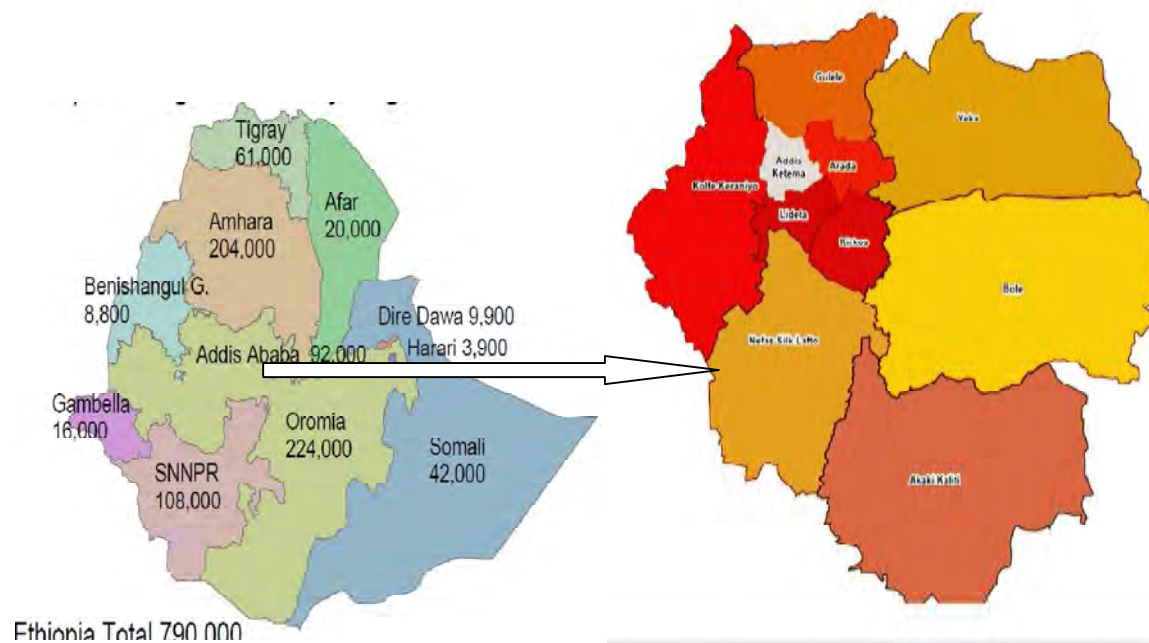 Tigray
61,000
Afar
20,000
Amhara
204,000
Benishangul G.
8,800
Dire Dawa 9,900
Harari 3,900
Addis Ababa 92,000
Gambella
16,000
Oromia
224,000
Somali
42,000
SNNPR
108,000
Ethiopia Total 790,000
Gulele
Yeka
Addis
Ketema
Arada
Kolfe Keraniyo
Lideta
Bole
Nefas Silk Lafto
Akaki Kaliti